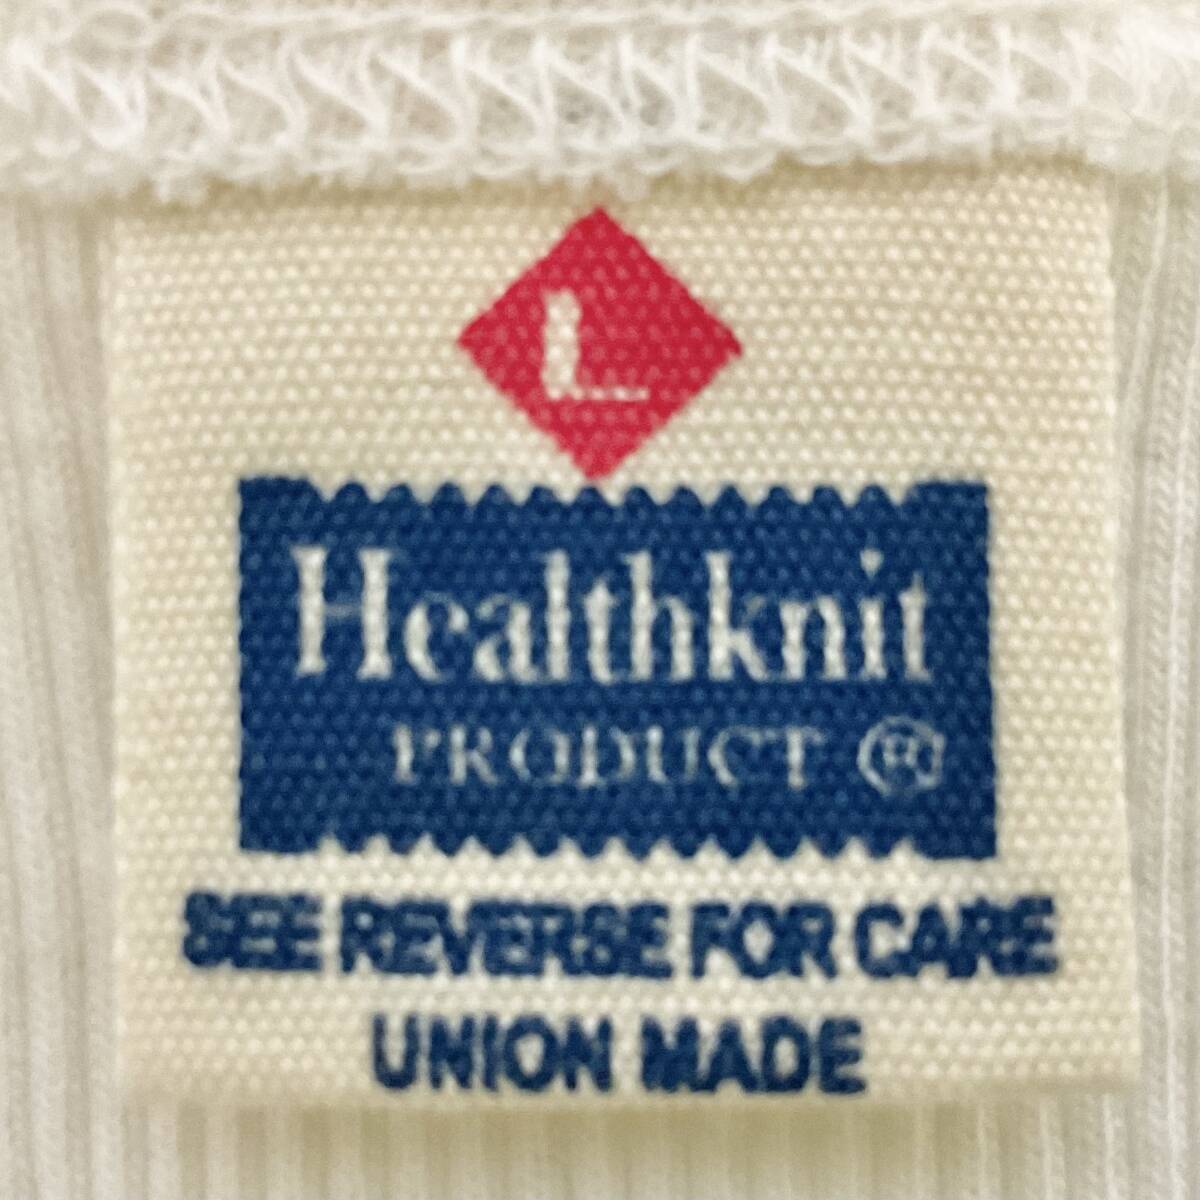 L
Healthknit
PRODUCT ®
SEE REVERSE FOR CARE
UNION MADE